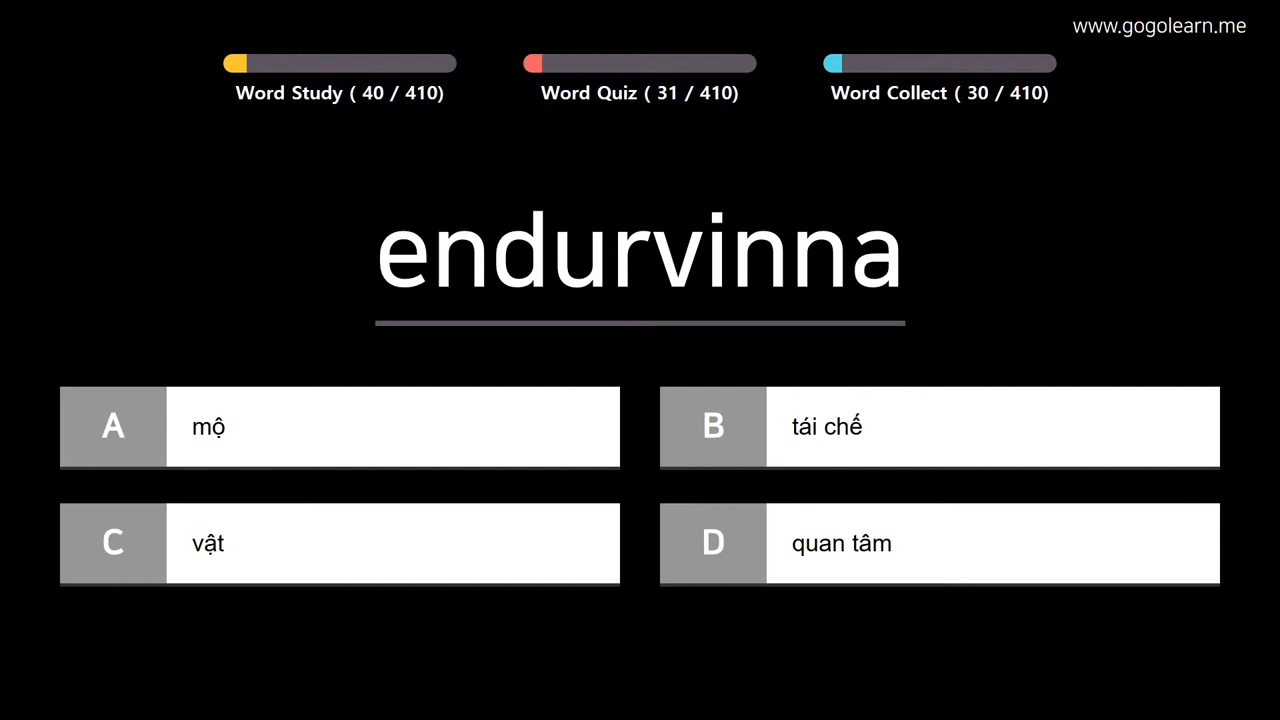 www.gogolearn.me
Word Study ( 40 / 410)
Word Quiz ( 31 / 410)
Word Collect ( 30 / 410)
endurvinna
A mộ
B tái chế
C vật
D quan tâm